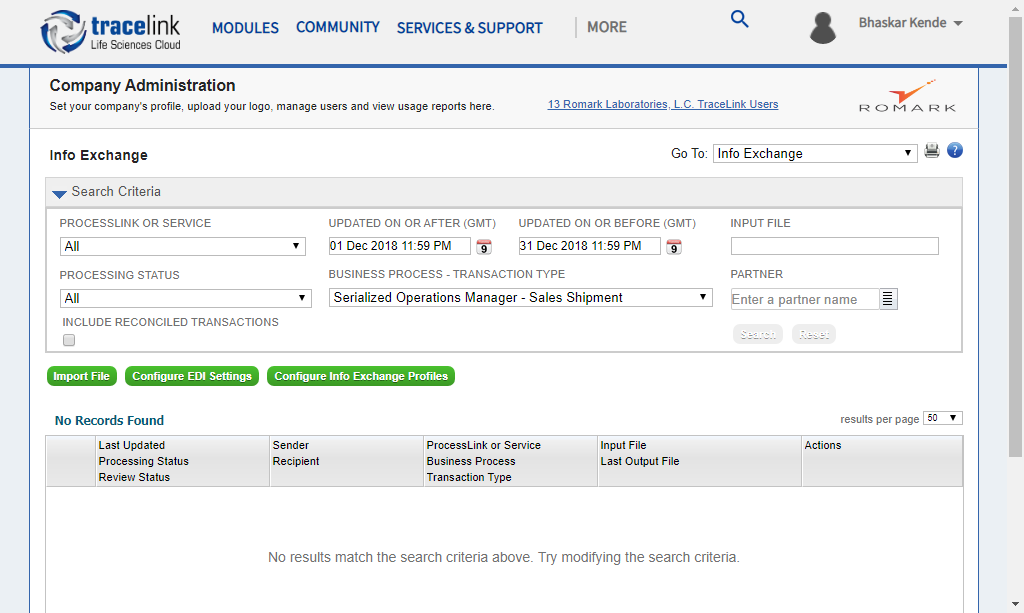 tracelink
Life Sciences Cloud
MODULES COMMUNITY SERVICES & SUPPORT MORE
Bhaskar Kende
Company Administration
Set your company's profile, upload your logo, manage users and view usage reports here.
13 Romark Laboratories, L.C. TraceLink Users
ROMARK
Info Exchange
Go To: Info Exchange
?
Search Criteria
PROCESSLINK OR SERVICE UPDATED ON OR AFTER (GMT) UPDATED ON OR BEFORE (GMT) INPUT FILE
All 01 Dec 2018 11:59 PM 9 31 Dec 2018 11:59 PM 9
PROCESSING STATUS BUSINESS PROCESS - TRANSACTION TYPE PARTNER
All Serialized Operations Manager - Sales Shipment Enter a partner name
INCLUDE RECONCILED TRANSACTIONS
Search Reset
Import File Configure EDI Settings Configure Info Exchange Profiles
No Records Found results per page 50
Last Updated Sender ProcessLink or Service Input File Actions
Processing Status Recipient Business Process Last Output File
Review Status Transaction Type
No results match the search criteria above. Try modifying the search criteria.